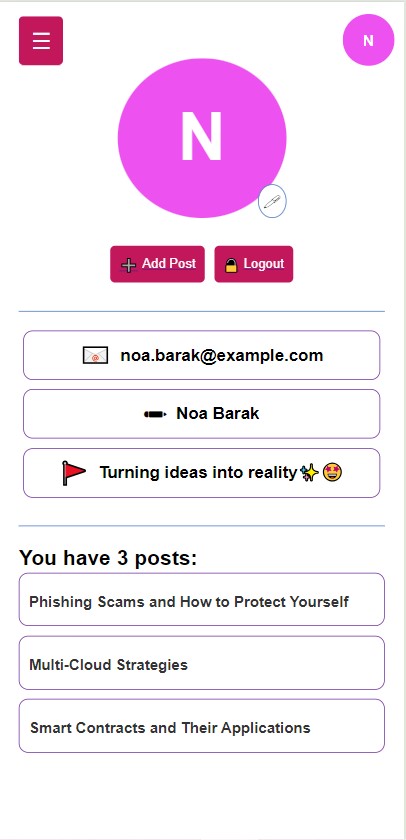 ☰
N
N
➕ Add Post
🔒 Logout
noa.barak@example.com
Noa Barak
Turning ideas into reality✨🤩
You have 3 posts:
Phishing Scams and How to Protect Yourself
Multi-Cloud Strategies
Smart Contracts and Their Applications